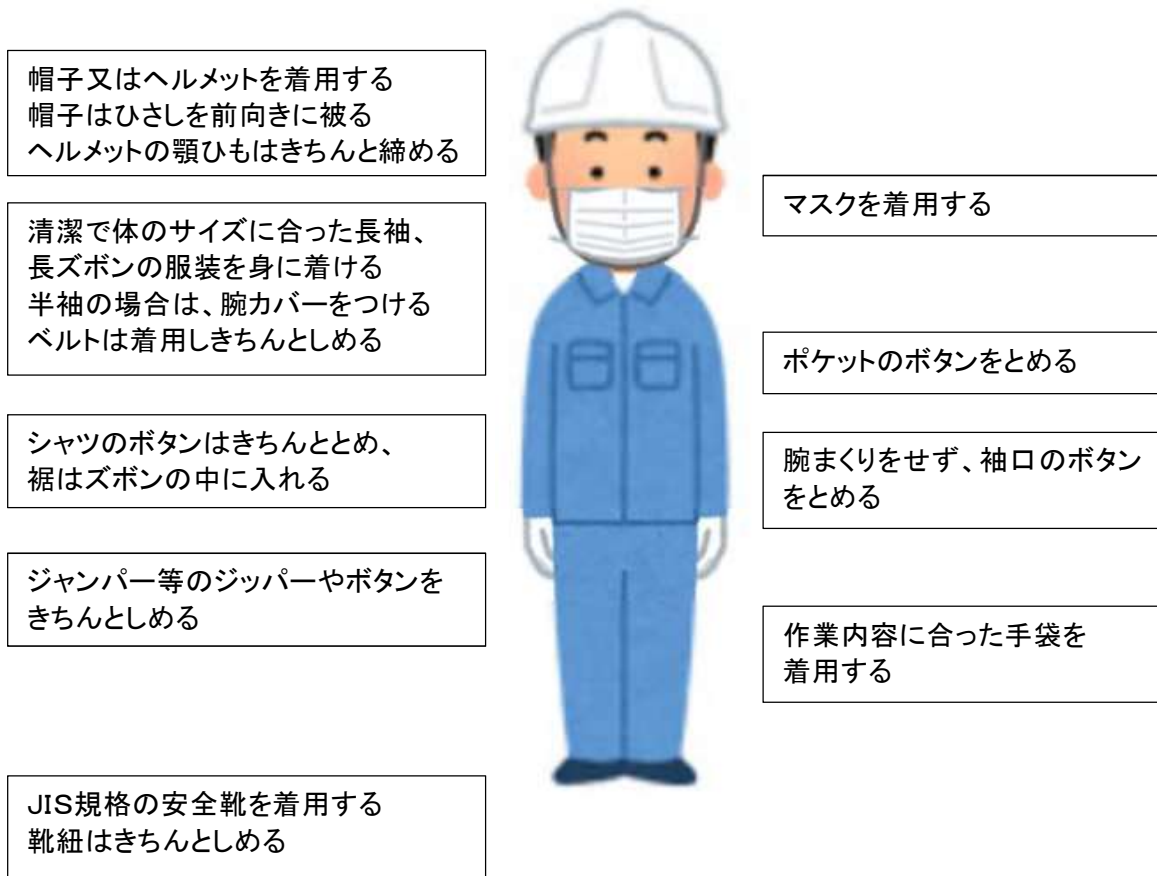 帽子又はヘルメットを着用する
帽子はひさしを前向きに被る
ヘルメットの顎ひもはきちんと締める
清潔で体のサイズに合った長袖、
長ズボンの服装を身に着ける
半袖の場合は、腕カバーをつける
ベルトは着用しきちんとしめる
シャツのボタンはきちんととめ、
裾はズボンの中に入れる
ジャンパー等のジッパーやボタンを
きちんとしめる
JIS規格の安全靴を着用する
靴紐はきちんとしめる
マスクを着用する
ポケットのボタンをとめる
腕まくりをせず、袖口のボタン
をとめる
作業内容に合った手袋を
着用する